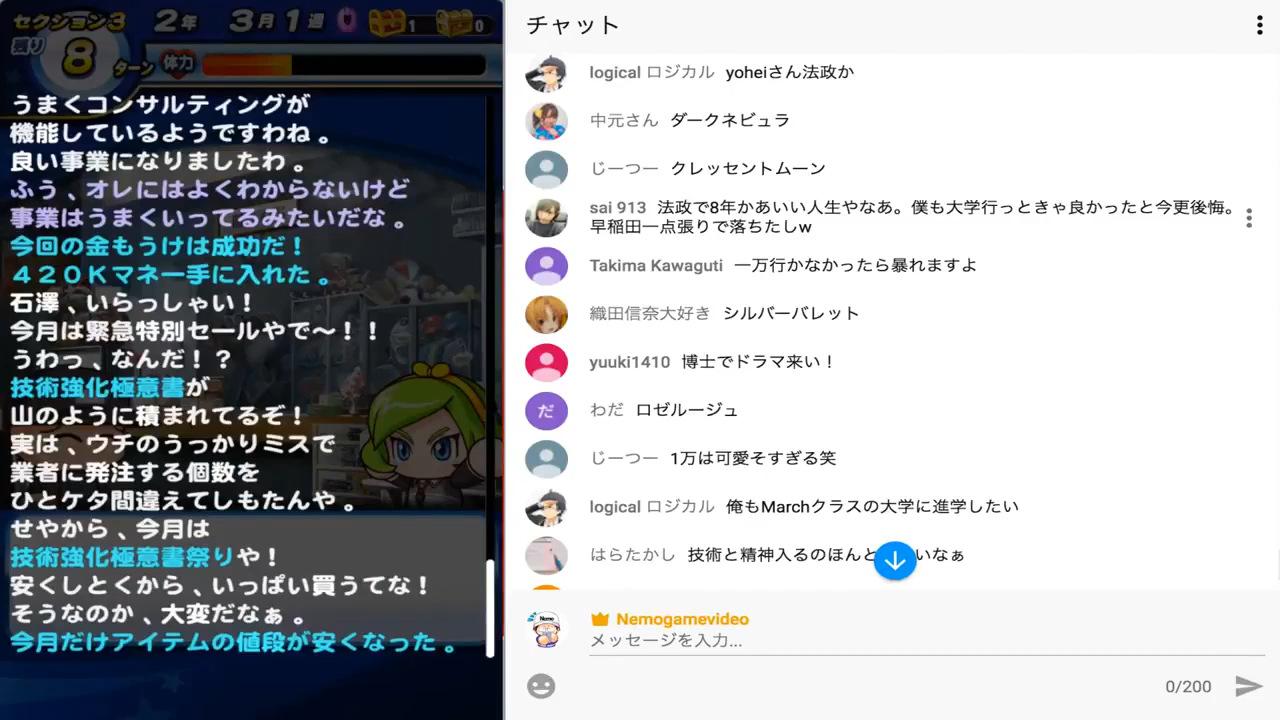 セクション3 2年 3月1週 1 0
残り8ターン 体力
うまくコンサルティングが
機能しているようですわね。
良い事業になりましたわ。
ふう、オレにはよくわからないけど
事業はうまくいってるみたいだな。
今回の金もうけは成功だ！
420Kマネー手に入れた。
石澤、いらっしゃい！
今月は緊急特別セールやで～！！
うわっ、なんだ！？
技術強化極意書が
山のように積まれてるぞ！
実は、ウチのうっかりミスで
業者に発注する個数を
ひとケタ間違えてしもたんや。
せやから、今月は
技術強化極意書祭りや！
安くしとくから、いっぱい買うてな！
そうなのか、大変だなぁ。
今月だけアイテムの値段が安くなった。
チャット
logical ロジカル yoheiさん法政か
中元さん ダークネビュラ
じーつー クレッセントムーン
sai 913 法政で8年かあいい人生やなあ。僕も大学行っときゃ良かったと今更後悔。
早稲田一点張りで落ちたしw
Takima Kawaguti 一万行かなかったら暴れますよ
織田信奈大好き シルバーバレット
yuuki1410 博士でドラマ来い！
だ わだ ロゼルージュ
じーつー 1万は可愛そすぎる笑
logical ロジカル 俺もMarchクラスの大学に進学したい
はらたかし 技術と精神入るのほんと いなぁ
Nemogamevideo
メッセージを入力...
0/200